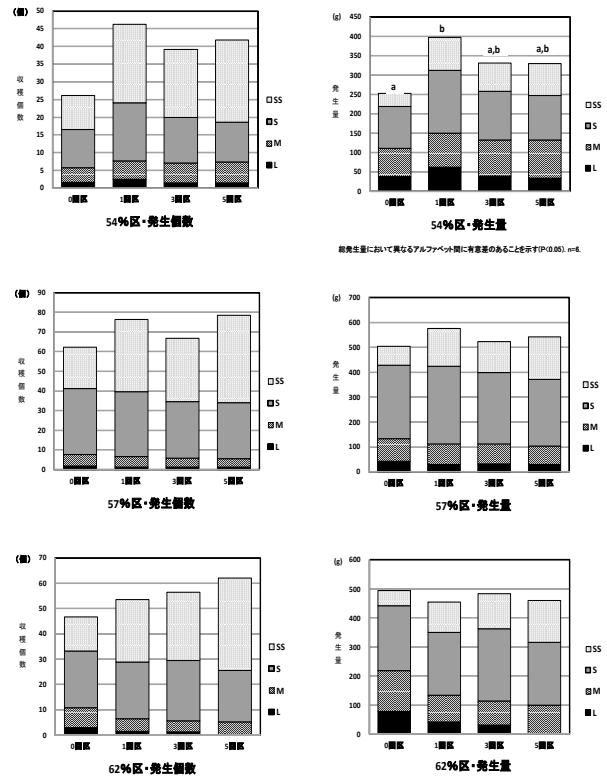 (個)
50
45
40
35
30
25
20
15
10
5
0
収穫個数
0回区 1回区 3回区 5回区
SS
S
M
L
54%区・発生個数
(g)
450
400
350
300
250
200
150
100
50
0
発生量
a b a,b a,b
0回区 1回区 3回区 5回区
SS
S
M
L
54%区・発生量
総発生量において異なるアルファベット間に有意差のあることを示す(P<0.05). n=6.
(個)
90
80
70
60
50
40
30
20
10
0
収穫個数
0回区 1回区 3回区 5回区
SS
S
M
L
57%区・発生個数
(g)
700
600
500
400
300
200
100
0
発生量
0回区 1回区 3回区 5回区
SS
S
M
L
57%区・発生量
(個)
70
60
50
40
30
20
10
0
収穫個数
0回区 1回区 3回区 5回区
SS
S
M
L
62%区・発生個数
(g)
600
500
400
300
200
100
0
発生量
0回区 1回区 3回区 5回区
SS
S
M
L
62%区・発生量